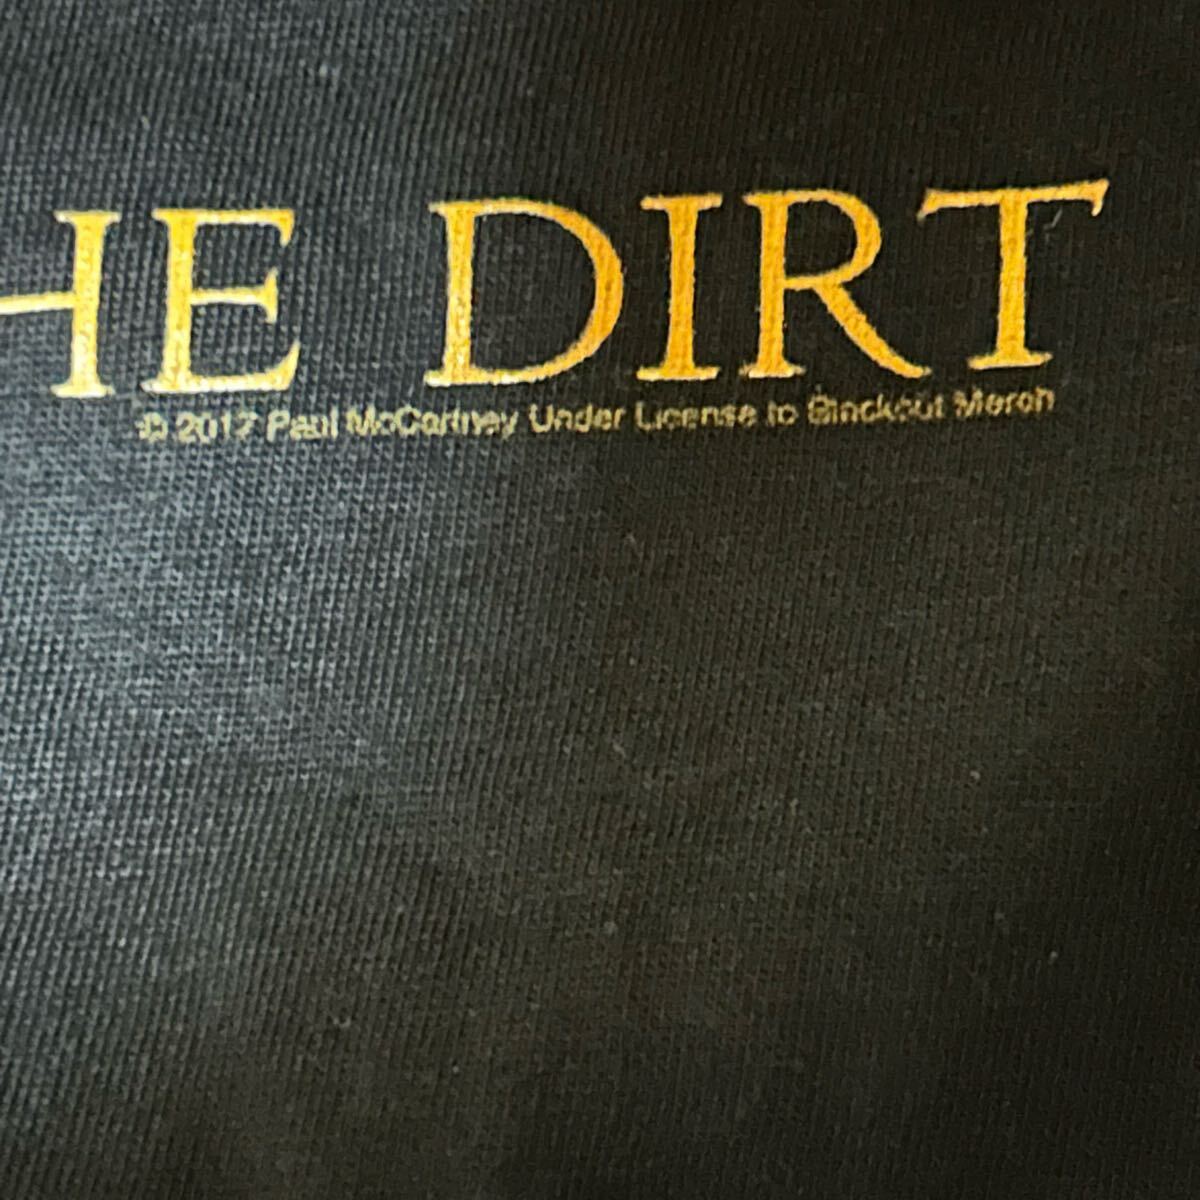 HE DIRT
© 2017 Paul McCartney Under License to Blackout Merch